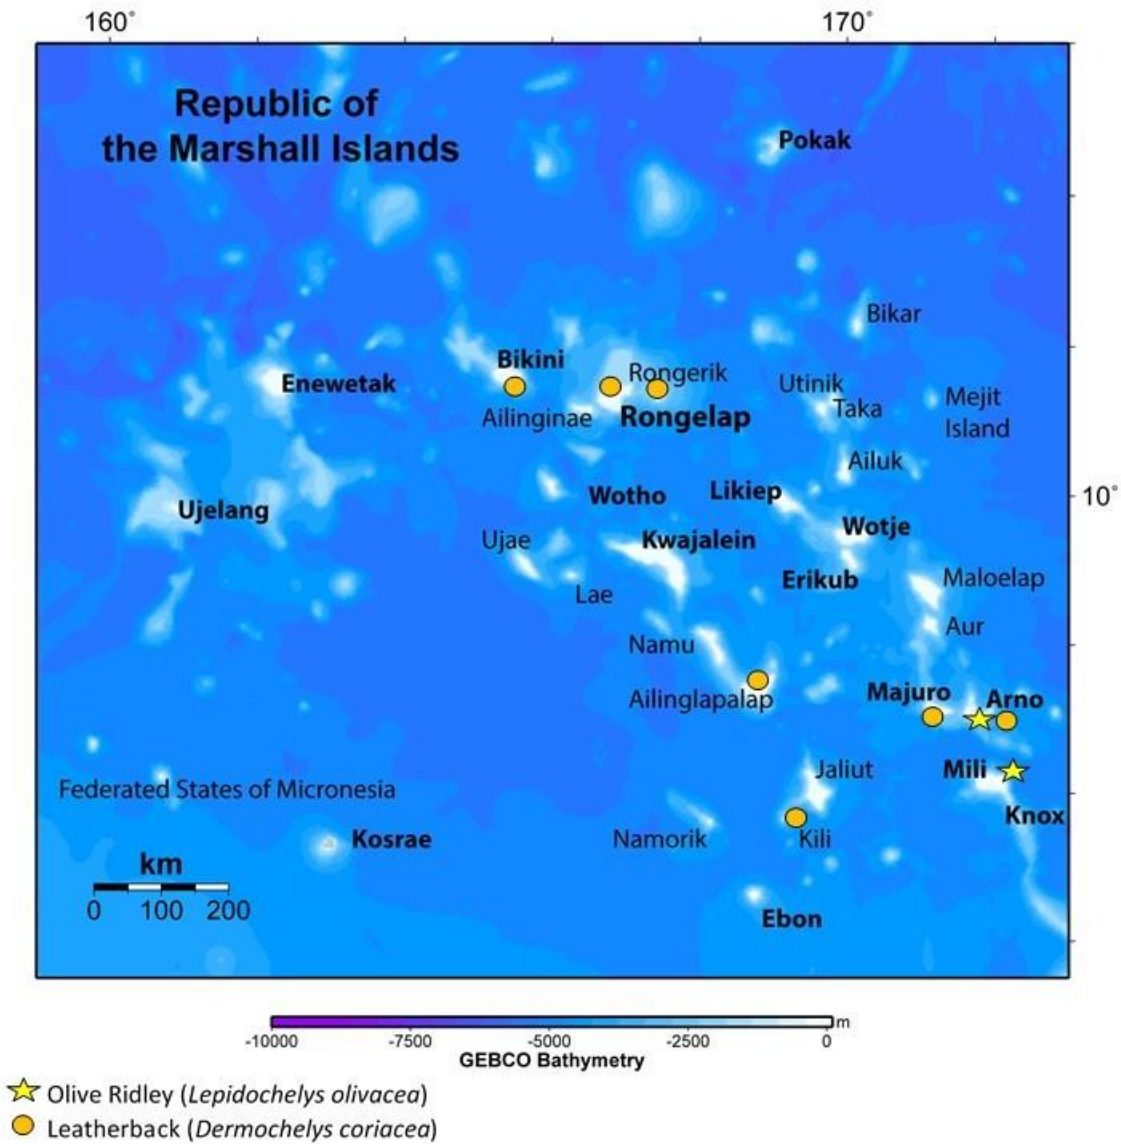 160°
170°
Republic of
the Marshall Islands
Pokak
Bikar
Bikini
Rongerik
Enewetak
Utinik
Mejit
Island
Ailinginae
Rongelap
Taka
Ailuk
Wotho
Likiep
10°
Ujelang
Wotje
Ujae
Kwajalein
Erikub
Maloelap
Lae
Aur
Namu
Ailinglapalap
Majuro
Arno
Jaliut
Mili
Federated States of Micronesia
Knox
Kosrae
Namorik
Kili
km
0 100 200
Ebon
m
-10000 -7500 -5000 -2500 0
GEBCO Bathymetry
Olive Ridley (Lepidochelys olivacea)
Leatherback (Dermochelys coriacea)